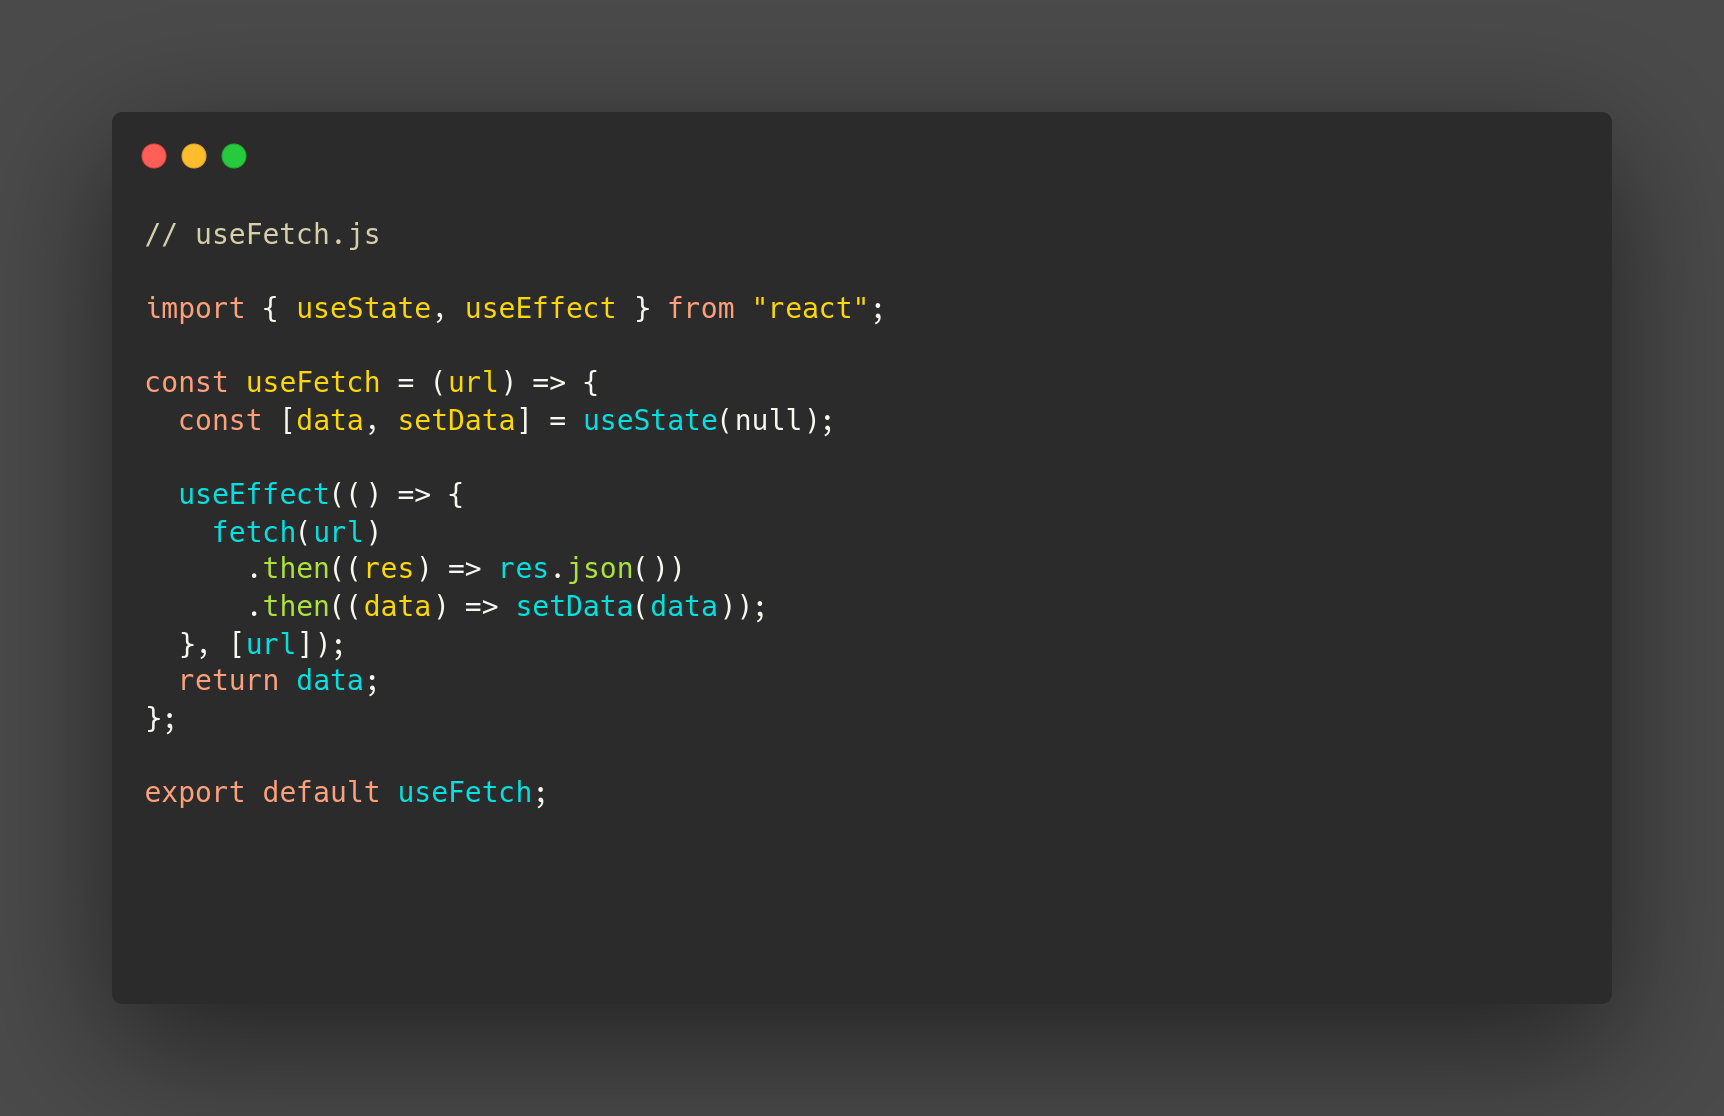 // useFetch.js

import { useState, useEffect } from "react";

const useFetch = (url) => {
  const [data, setData] = useState(null);

  useEffect(() => {
    fetch(url)
      .then((res) => res.json())
      .then((data) => setData(data));
  }, [url]);
  return data;
};

export default useFetch;